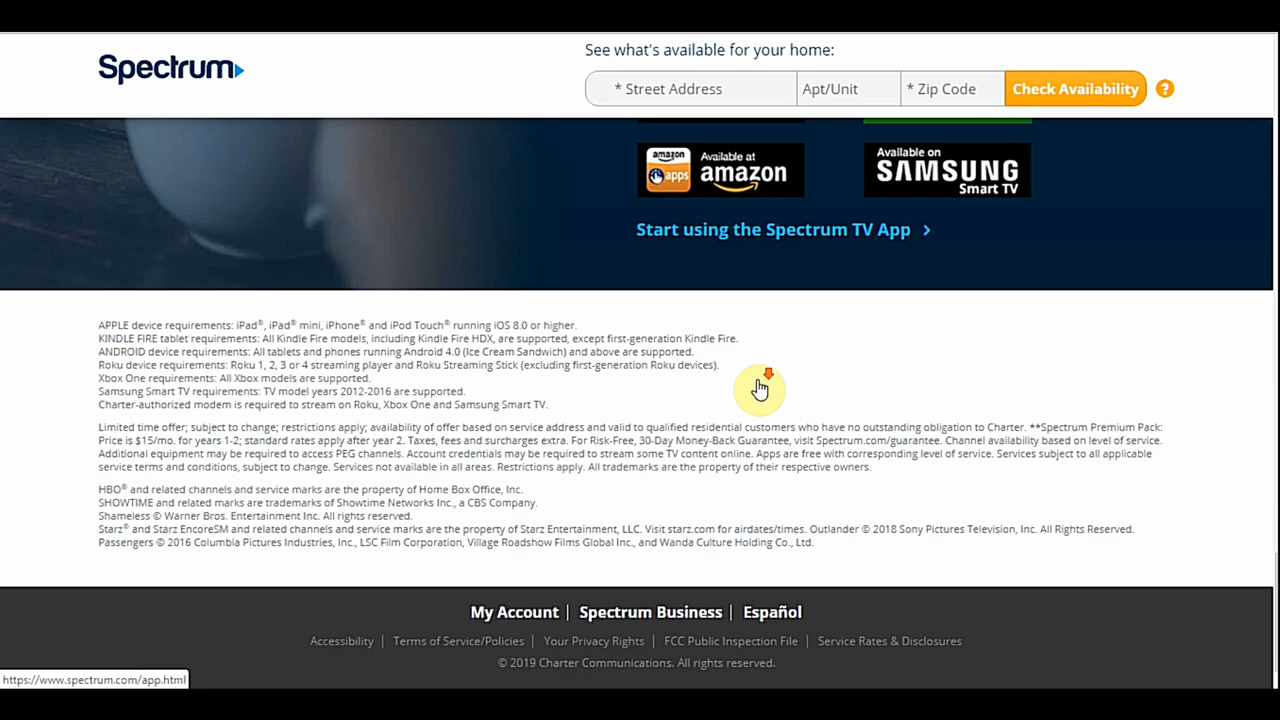 See what's available for your home:
Spectrum
* Street Address
Apt/Unit
* Zip Code
Check Availability
?
amazon apps
Available at amazon
Available on SAMSUNG Smart TV
Start using the Spectrum TV App >
APPLE device requirements: iPad®, iPad® mini, iPhone® and iPod Touch® running iOS 8.0 or higher.
KINDLE FIRE tablet requirements: All Kindle Fire models, including Kindle Fire HDX, are supported, except first-generation Kindle Fire.
ANDROID device requirements: All tablets and phones running Android 4.0 (Ice Cream Sandwich) and above are supported.
Roku device requirements: Roku 1, 2, 3 or 4 streaming player and Roku Streaming Stick (excluding first-generation Roku devices).
Xbox One requirements: All Xbox models are supported.
Samsung Smart TV requirements: TV model years 2012-2016 are supported.
Charter-authorized modem is required to stream on Roku, Xbox One and Samsung Smart TV.
Limited time offer; subject to change; restrictions apply; availability of offer based on service address and valid to qualified residential customers who have no outstanding obligation to Charter. **Spectrum Premium Pack:
Price is $15/mo. for years 1-2; standard rates apply after year 2. Taxes, fees and surcharges extra. For Risk-Free, 30-Day Money-Back Guarantee, visit Spectrum.com/guarantee. Channel availability based on level of service.
Additional equipment may be required to access PEG channels. Account credentials may be required to stream some TV content online. Apps are free with corresponding level of service. Services subject to all applicable
service terms and conditions, subject to change. Services not available in all areas. Restrictions apply. All trademarks are the property of their respective owners.
HBO® and related channels and service marks are the property of Home Box Office, Inc.
SHOWTIME and related marks are trademarks of Showtime Networks Inc., a CBS Company.
Shameless © Warner Bros. Entertainment Inc. All rights reserved.
Starz® and Starz EncoreSM and related channels and service marks are the property of Starz Entertainment, LLC. Visit starz.com for airdates/times. Outlander © 2018 Sony Pictures Television, Inc. All Rights Reserved.
Passengers © 2016 Columbia Pictures Industries, Inc., LSC Film Corporation, Village Roadshow Films Global Inc., and Wanda Culture Holding Co., Ltd.
My Account | Spectrum Business | Español
Accessibility | Terms of Service/Policies | Your Privacy Rights | FCC Public Inspection File | Service Rates & Disclosures
© 2019 Charter Communications. All rights reserved.
https://www.spectrum.com/app.html